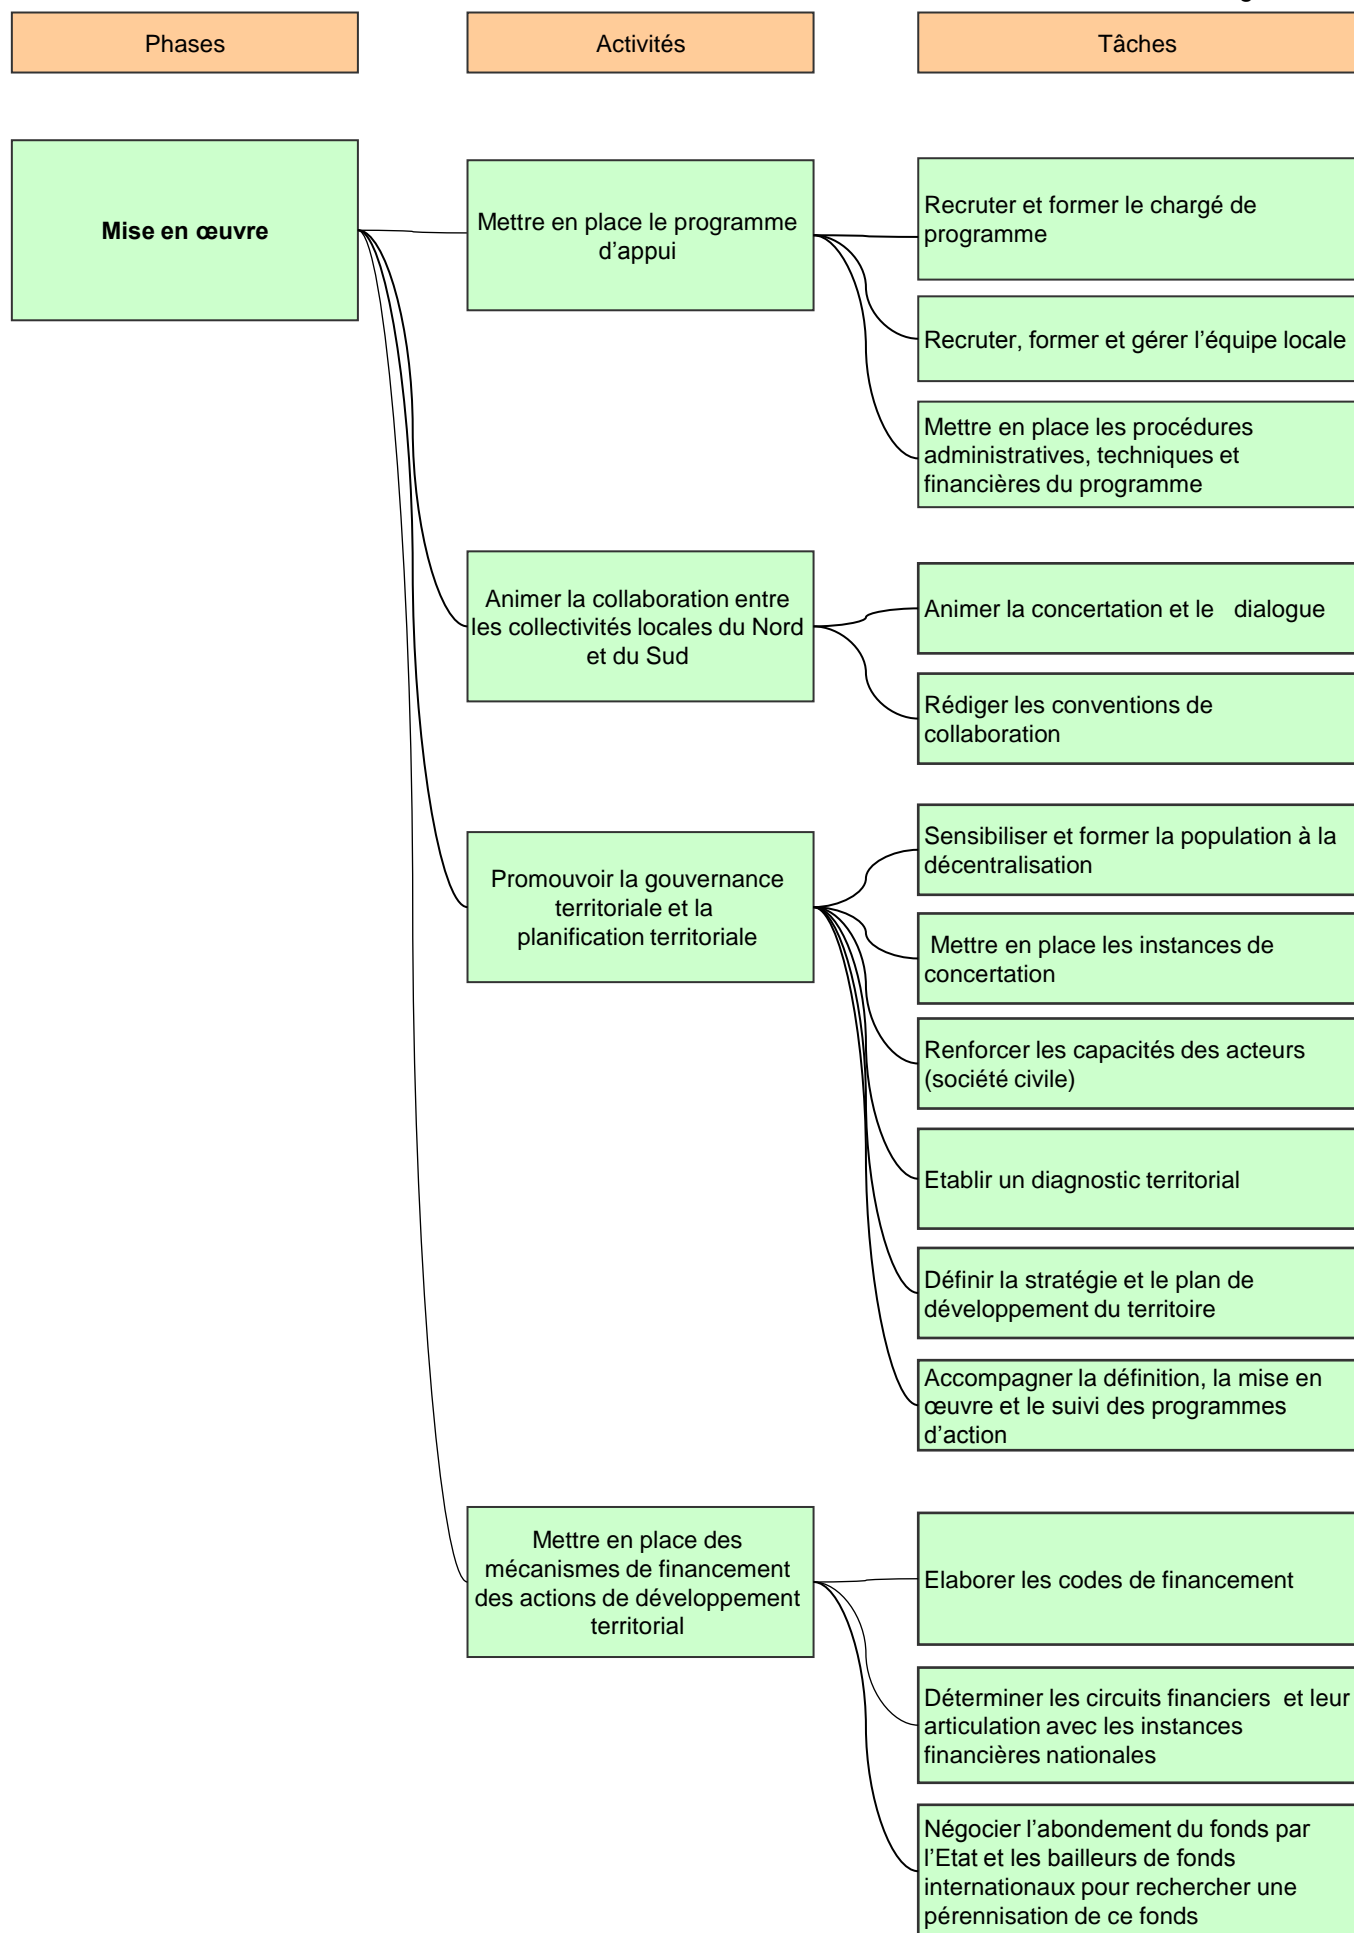 Phases
Activités
Tâches
Mise en œuvre
Mettre en place le programme
d’appui
Recruter et former le chargé de
programme
Recruter, former et gérer l’équipe locale
Mettre en place les procédures
administratives, techniques et
financières du programme
Animer la collaboration entre
les collectivités locales du Nord
et du Sud
Animer la concertation et le dialogue
Rédiger les conventions de
collaboration
Promouvoir la gouvernance
territoriale et la
planification territoriale
Sensibiliser et former la population à la
décentralisation
Mettre en place les instances de
concertation
Renforcer les capacités des acteurs
(société civile)
Etablir un diagnostic territorial
Définir la stratégie et le plan de
développement du territoire
Accompagner la définition, la mise en
œuvre et le suivi des programmes
d’action
Mettre en place des
mécanismes de financement
des actions de développement
territorial
Elaborer les codes de financement
Déterminer les circuits financiers et leur
articulation avec les instances
financières nationales
Négocier l’abondement du fonds par
l’Etat et les bailleurs de fonds
internationaux pour rechercher une
pérennisation de ce fonds